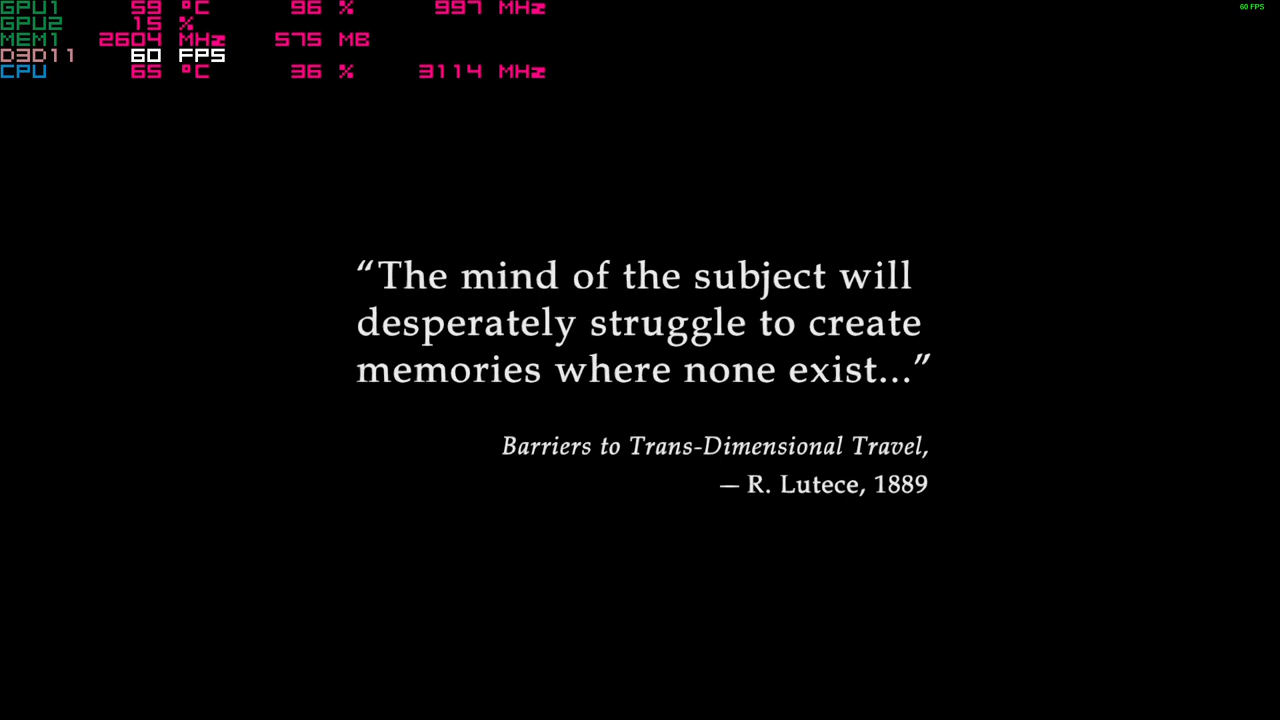 GPU1 59 °C 96 % 997 MHz
60 FPS
GPU2 15 %
MEM1 2604 MHz 575 MB
D3D11 60 FPS
CPU 65 °C 36 % 3114 MHz
“The mind of the subject will
desperately struggle to create
memories where none exist...”
Barriers to Trans-Dimensional Travel,
— R. Lutece, 1889